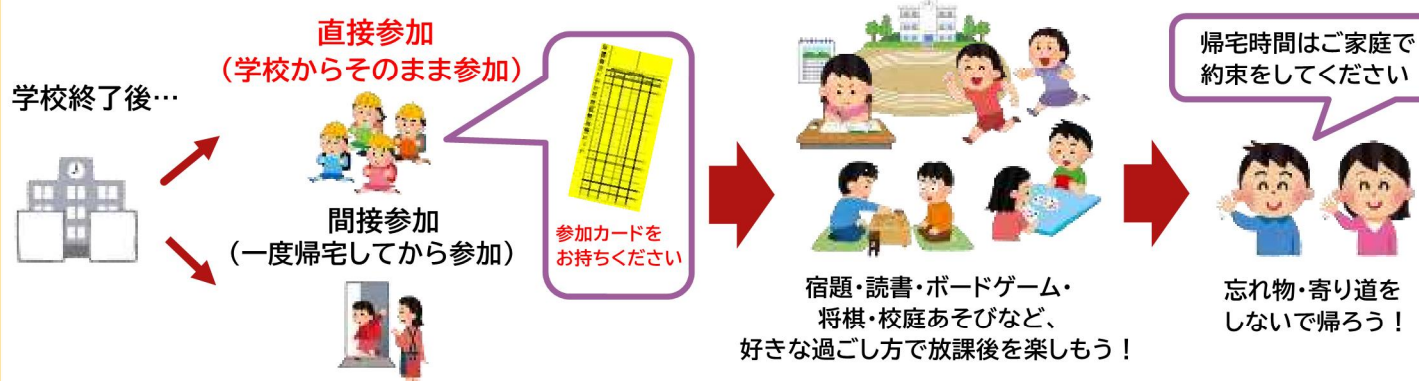 学校終了後…
直接参加
(学校からそのまま参加)
間接参加
(一度帰宅してから参加)
参加カードを
お持ちください
宿題・読書・ボードゲーム・
将棋・校庭あそびなど、
好きな過ごし方で放課後を楽しもう!
帰宅時間はご家庭で
約束をしてください
忘れ物・寄り道を
しないで帰ろう!